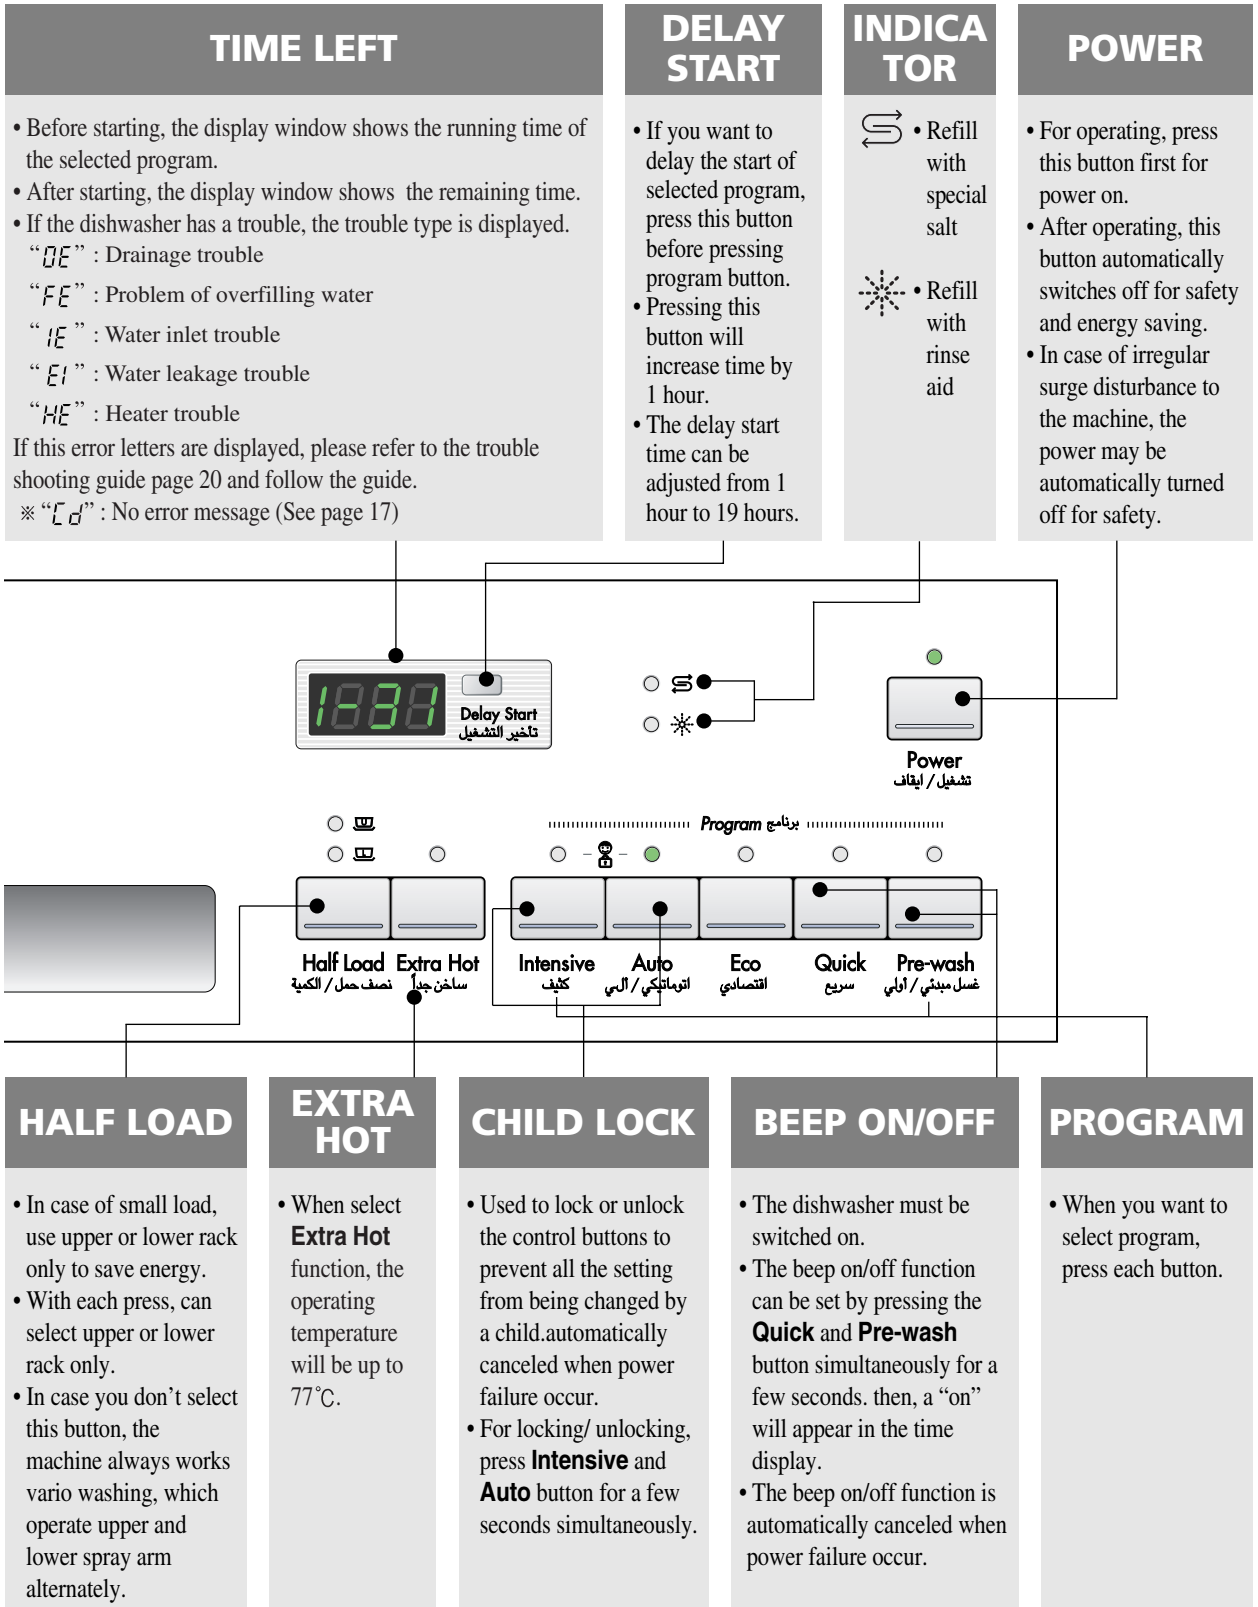 TIME LEFT
• Before starting, the display window shows the running time of
the selected program.
• After starting, the display window shows the remaining time.
• If the dishwasher has a trouble, the trouble type is displayed.
“OE” : Drainage trouble
“FE” : Problem of overfilling water
“IE” : Water inlet trouble
“E1” : Water leakage trouble
“HE” : Heater trouble
If this error letters are displayed, please refer to the trouble
shooting guide page 20 and follow the guide.
※ “Cd” : No error message (See page 17)
DELAY
START
• If you want to
delay the start of
selected program,
press this button
before pressing
program button.
• Pressing this
button will
increase time by
1 hour.
• The delay start
time can be
adjusted from 1
hour to 19 hours.
INDICA
TOR
• Refill
with
special
salt
• Refill
with
rinse
aid
POWER
• For operating, press
this button first for
power on.
• After operating, this
button automatically
switches off for safety
and energy saving.
• In case of irregular
surge disturbance to
the machine, the
power may be
automatically turned
off for safety.
1-31
Delay Start
تأخير التشغيل
Power
تشغيل / ايقاف
Program برنامج
Half Load
نصف حمل / الكمية
Extra Hot
ساخن جداً
Intensive
كثيف
Auto
اتوماتيكي / آلي
Eco
اقتصادي
Quick
سريع
Pre-wash
غسل مبدئي / أولي
HALF LOAD
• In case of small load,
use upper or lower rack
only to save energy.
• With each press, can
select upper or lower
rack only.
• In case you don’t select
this button, the
machine always works
vario washing, which
operate upper and
lower spray arm
alternately.
EXTRA
HOT
• When select
Extra Hot
function, the
operating
temperature
will be up to
77°C.
CHILD LOCK
• Used to lock or unlock
the control buttons to
prevent all the setting
from being changed by
a child.automatically
canceled when power
failure occur.
• For locking/ unlocking,
press Intensive and
Auto button for a few
seconds simultaneously.
BEEP ON/OFF
• The dishwasher must be
switched on.
• The beep on/off function
can be set by pressing the
Quick and Pre-wash
button simultaneously for a
few seconds. then, a “on”
will appear in the time
display.
• The beep on/off function is
automatically canceled when
power failure occur.
PROGRAM
• When you want to
select program,
press each button.